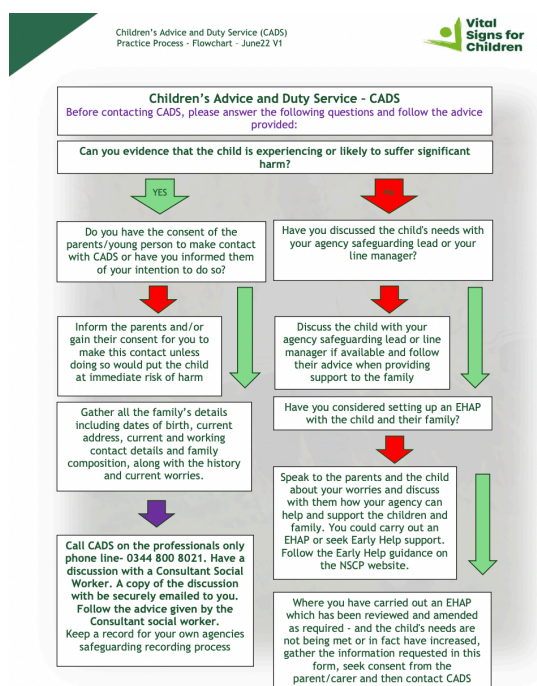 Children's Advice and Duty Service (CADS)
Practice Process - Flowchart - June22 V1
Vital
Signs for
Children
Children's Advice and Duty Service - CADS
Before contacting CADS, please answer the following questions and follow the advice
provided:
Can you evidence that the child is experiencing or likely to suffer significant
harm?
YES
No
Do you have the consent of the
parents/young person to make contact
with CADS or have you informed them
of your intention to do so?
Have you discussed the child's needs with
your agency safeguarding lead or your
line manager?
Inform the parents and/or
gain their consent for you to
make this contact unless
doing so would put the child
at immediate risk of harm
Discuss the child with your
agency safeguarding lead or line
manager if available and follow
their advice when providing
support to the family
Gather all the family's details
including dates of birth, current
address, current and working
contact details and family
composition, along with the history
and current worries.
Have you considered setting up an EHAP
with the child and their family?
Speak to the parents and the child
about your worries and discuss
with them how your agency can
help and support the children and
family. You could carry out an
EHAP or seek Early Help support.
Follow the Early Help guidance on
the NSCP website.
Call CADS on the professionals only
phone line- 0344 800 8021. Have a
discussion with a Consultant Social
Worker. A copy of the discussion
with be securely emailed to you.
Follow the advice given by the
Consultant social worker.
Keep a record for your own agencies
safeguarding recording process
Where you have carried out an EHAP
which has been reviewed and amended
as required - and the child's needs are
not being met or in fact have increased,
gather the information requested in this
form, seek consent from the
parent/carer and then contact CADS